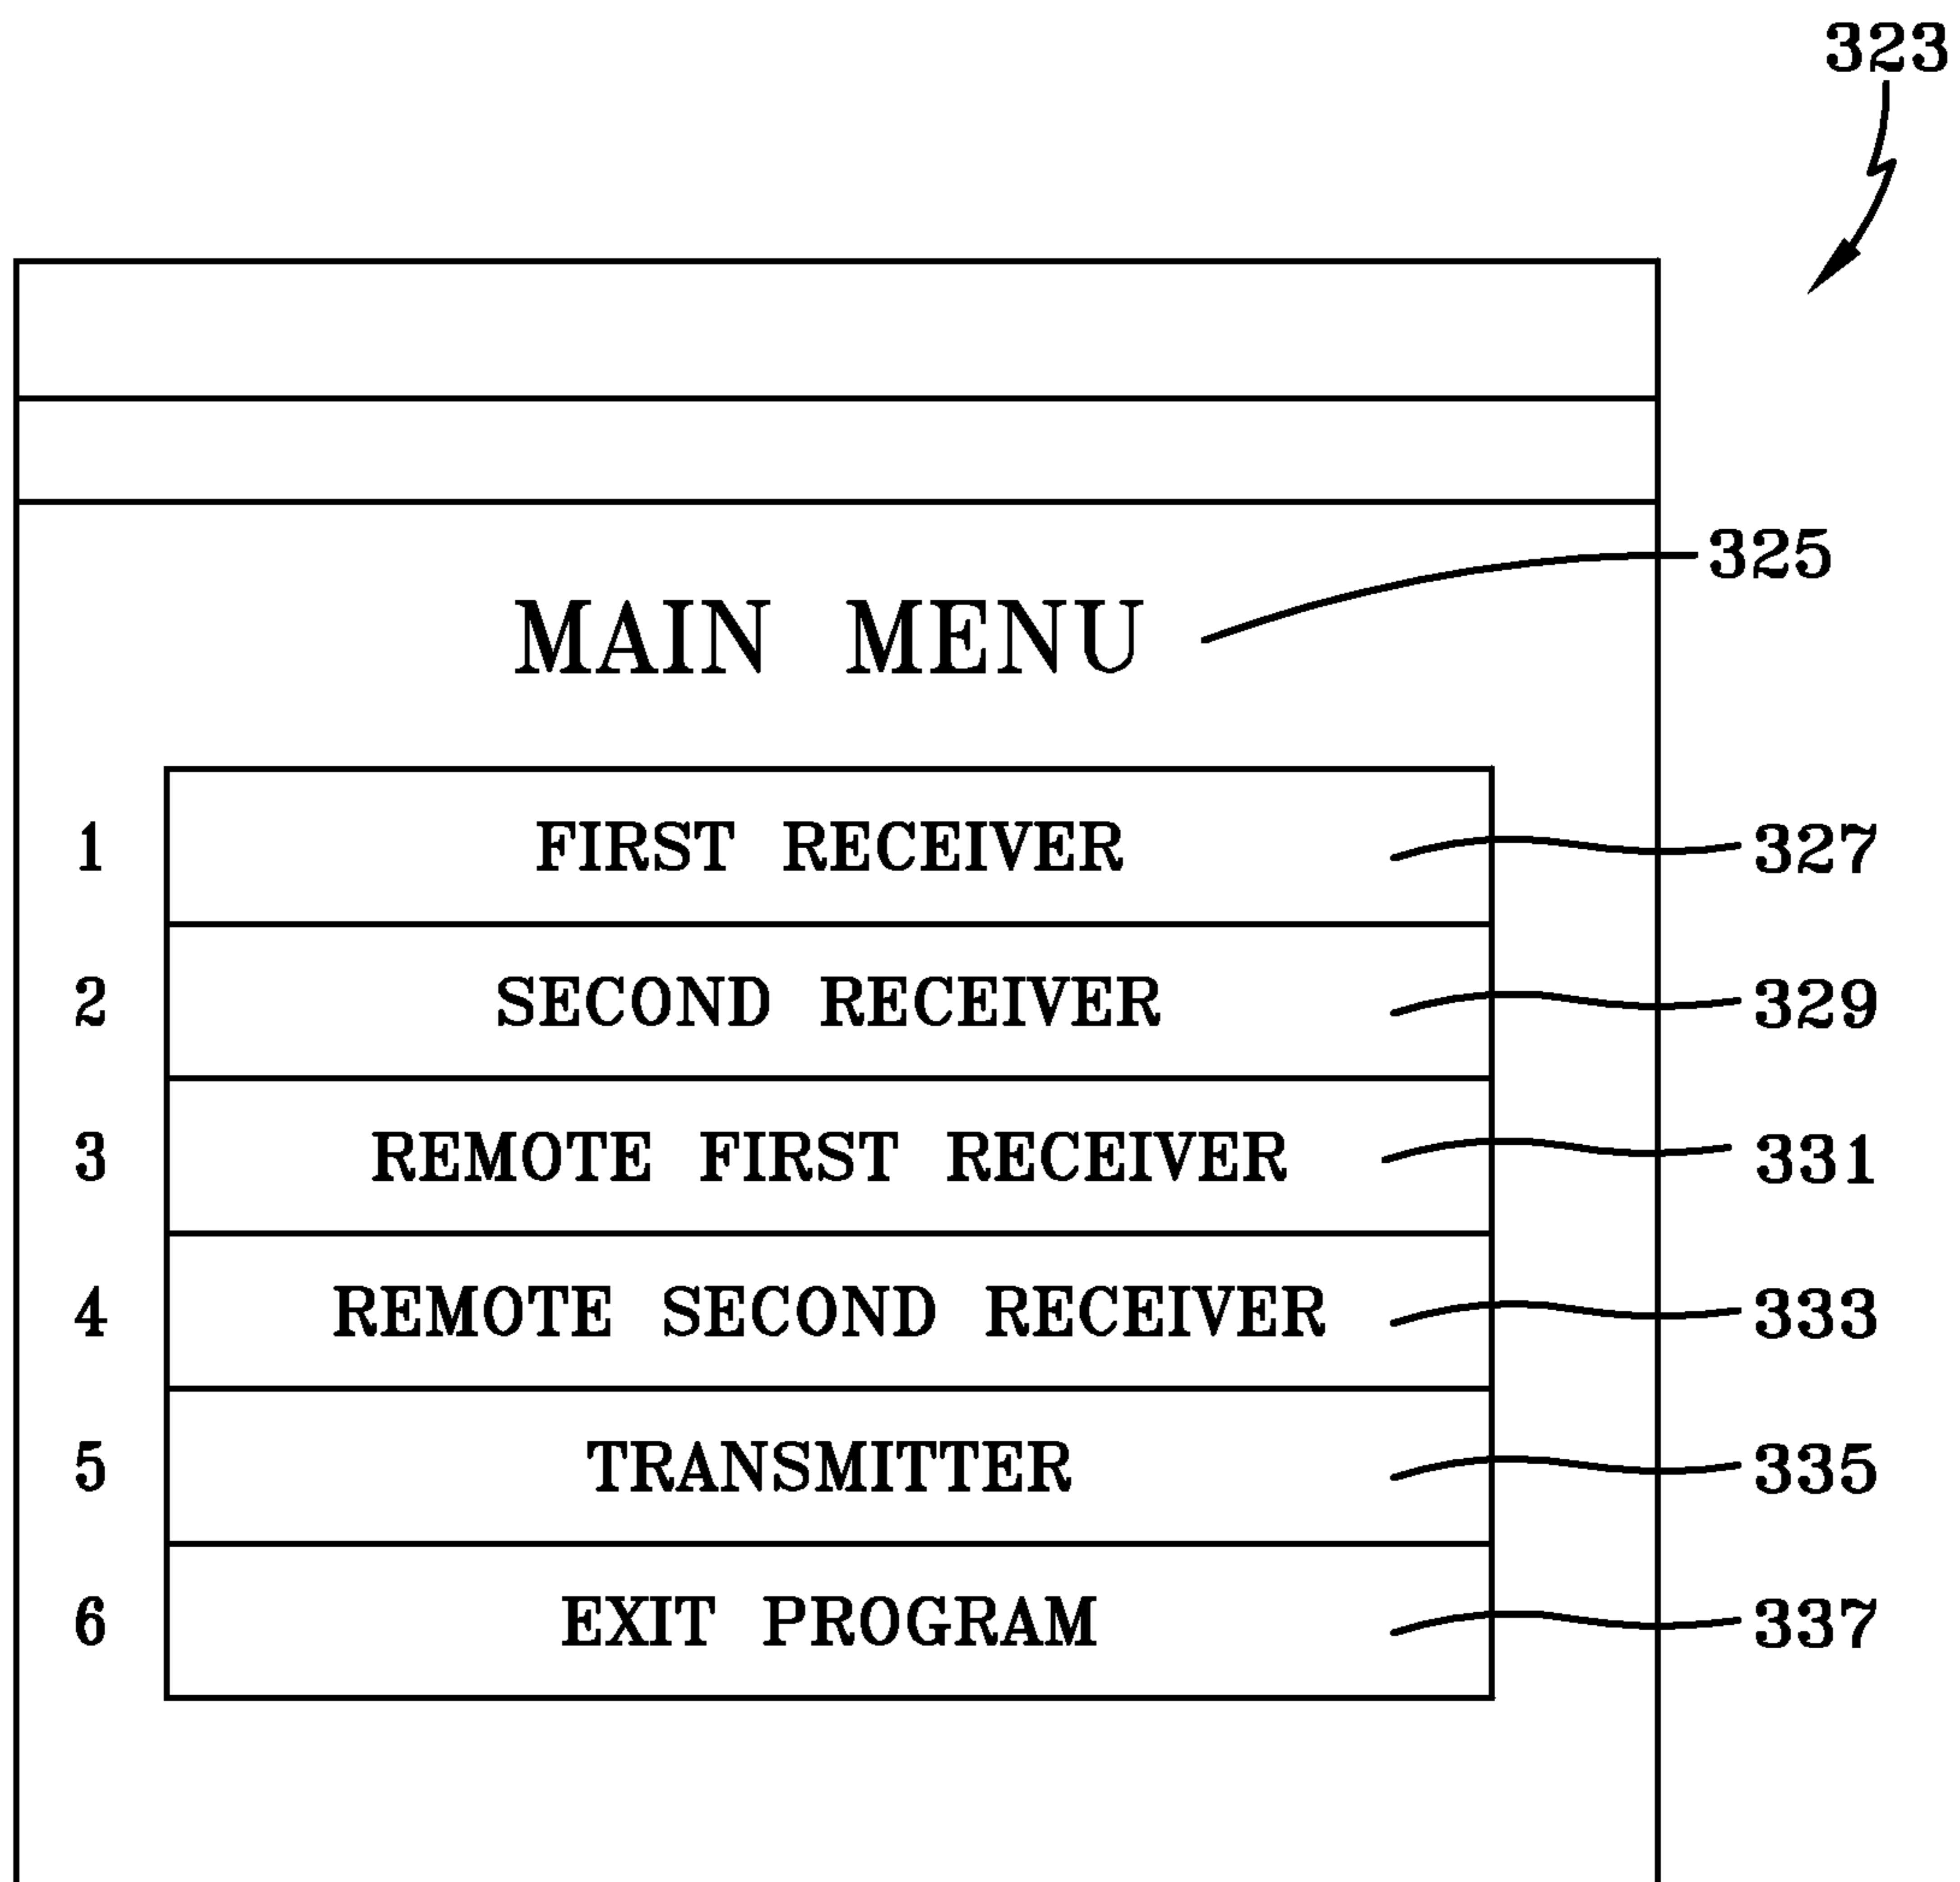 323
325
MAIN MENU
1 FIRST RECEIVER 327
2 SECOND RECEIVER 329
3 REMOTE FIRST RECEIVER 331
4 REMOTE SECOND RECEIVER 333
5 TRANSMITTER 335
6 EXIT PROGRAM 337